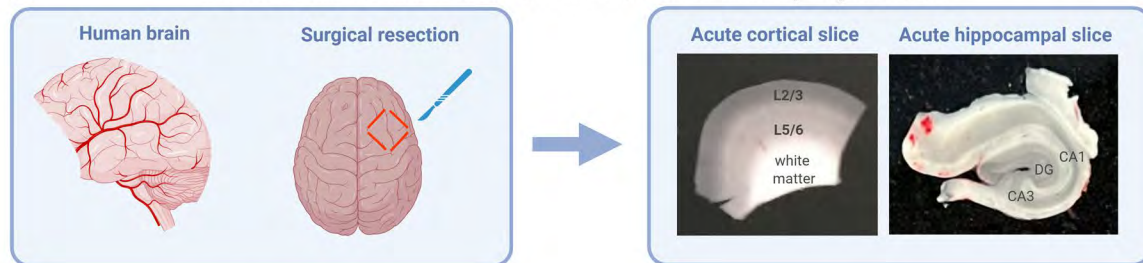 Human brain
Surgical resection
Acute cortical slice
Acute hippocampal slice
L2/3
L5/6
white
matter
CA1
DG
CA3